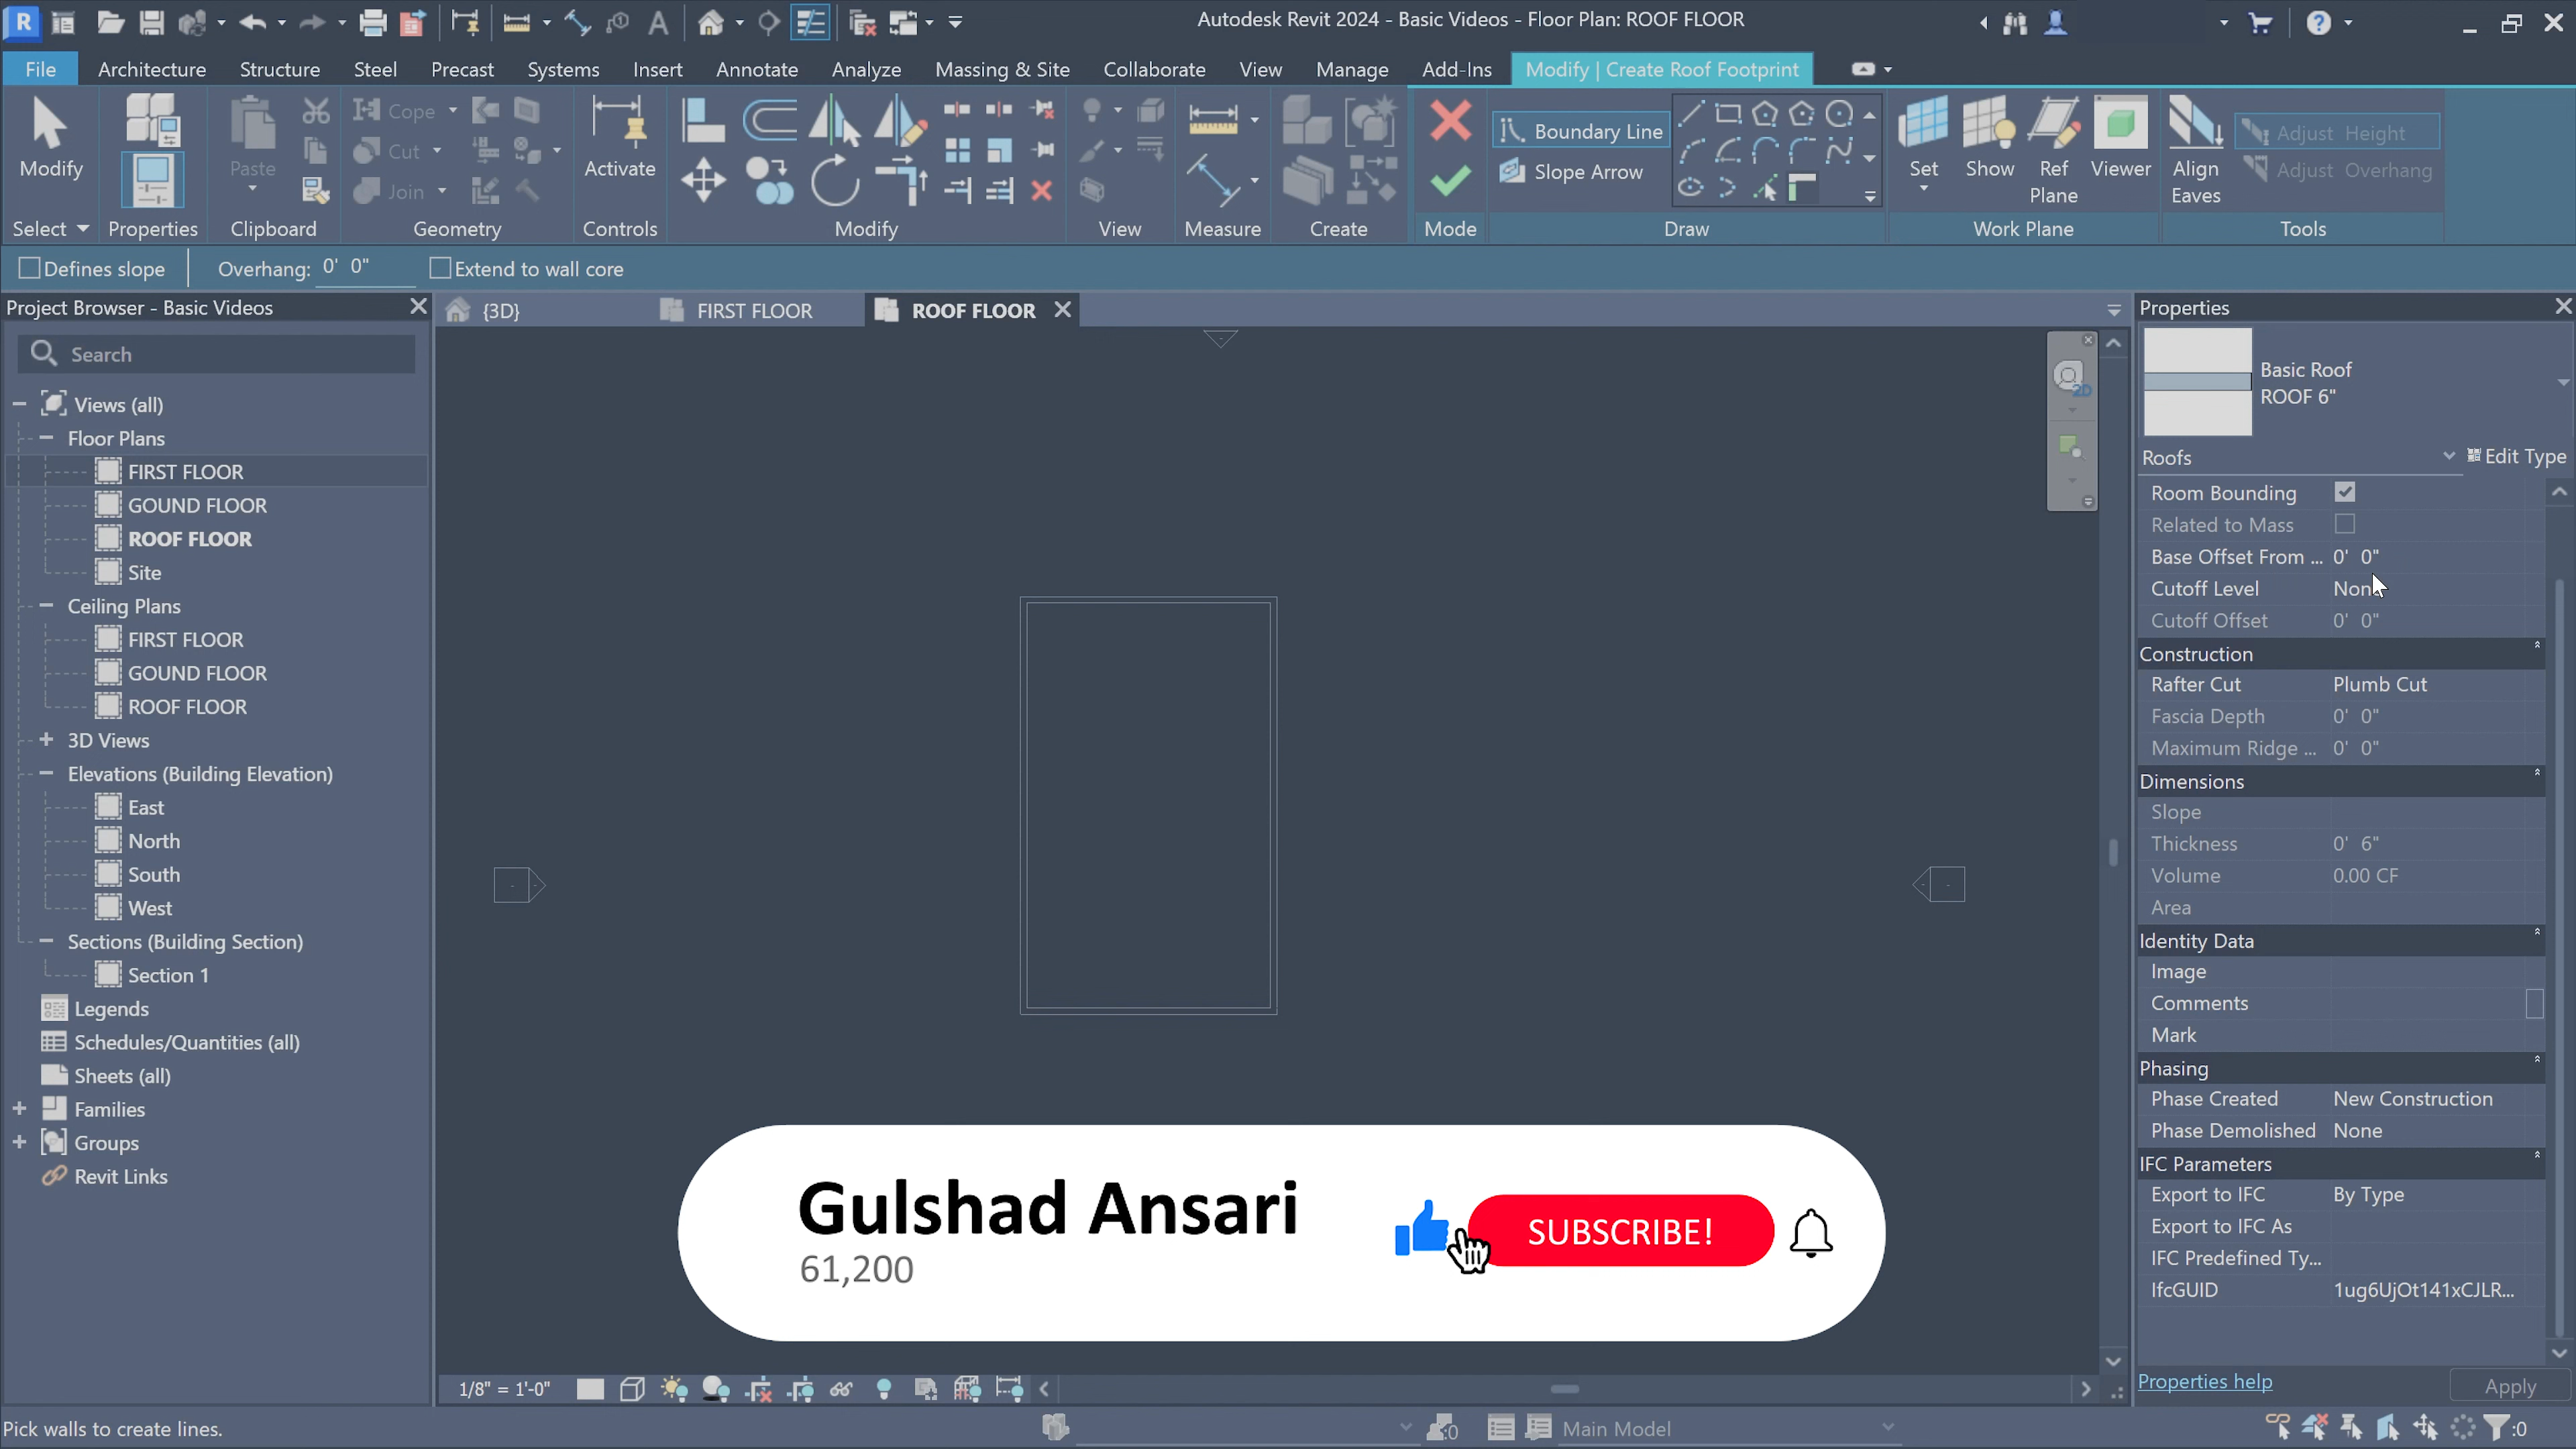 Autodesk Revit 2024 - Basic Videos - Floor Plan: ROOF FLOOR
File Architecture Structure Steel Precast Systems Insert Annotate Analyze Massing & Site Collaborate View Manage Add-Ins Modify | Create Roof Footprint
Modify
Paste
Cope
Cut
Join
Activate
Boundary Line
Slope Arrow
Set
Show
Ref Plane
Viewer
Align Eaves
Adjust Height
Adjust Overhang
Select Properties Clipboard Geometry Controls Modify View Measure Create Mode Draw Work Plane Tools
Defines slope Overhang: 0' 0" Extend to wall core
Project Browser - Basic Videos
Search
Views (all)
Floor Plans
FIRST FLOOR
GOUND FLOOR
ROOF FLOOR
Site
Ceiling Plans
FIRST FLOOR
GOUND FLOOR
ROOF FLOOR
3D Views
Elevations (Building Elevation)
East
North
South
West
Sections (Building Section)
Section 1
Legends
Schedules/Quantities (all)
Sheets (all)
Families
Groups
Revit Links
{3D} FIRST FLOOR ROOF FLOOR
2D
Gulshad Ansari
61,200
SUBSCRIBE!
1/8" = 1'-0"
Properties
Basic Roof
ROOF 6"
Roofs Edit Type
Room Bounding
Related to Mass
Base Offset From ... 0' 0"
Cutoff Level None
Cutoff Offset 0' 0"
Construction
Rafter Cut Plumb Cut
Fascia Depth 0' 0"
Maximum Ridge ... 0' 0"
Dimensions
Slope
Thickness 0' 6"
Volume 0.00 CF
Area
Identity Data
Image
Comments
Mark
Phasing
Phase Created New Construction
Phase Demolished None
IFC Parameters
Export to IFC By Type
Export to IFC As
IFC Predefined Ty...
IfcGUID 1ug6UjOt141xCJLR...
Properties help Apply
Pick walls to create lines. :0 Main Model :0